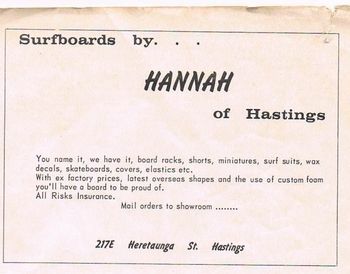 Surfboards by. . .
HANNAH
of Hastings
You name it, we have it, board racks, shorts, miniatures, surf suits, wax
decals, skateboards, covers, elastics etc.
With ex factory prices, latest overseas shapes and the use of custom foam
you'll have a board to be proud of.
All Risks Insurance.
Mail orders to showroom ........
217E Heretaunga St. Hastings